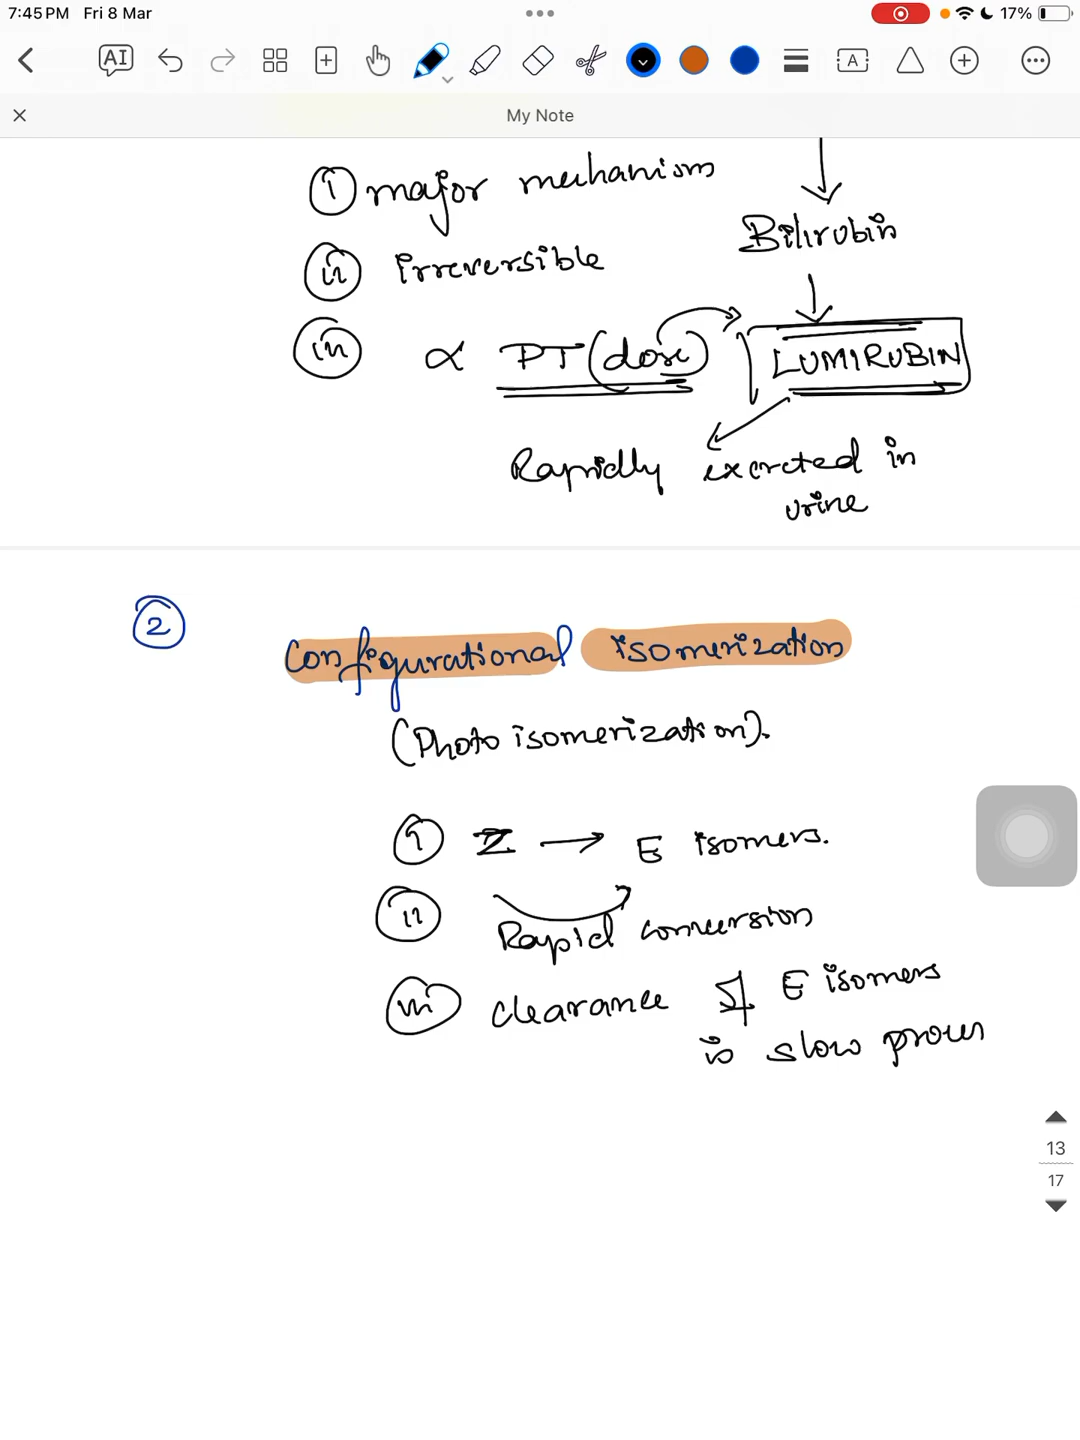 7:45 PM Fri 8 Mar
17%
AI
A
My Note
i major mechanism
Bilirubin
ii irreversible
iii ∝ PT (dose) LUMIRUBIN
Rapidly excreted in
urine
2
Configurational isomerization
(Photo isomerization).
i Z → E isomers.
ii Rapid conversion
iii clearance of E isomers
is slow process
13
17